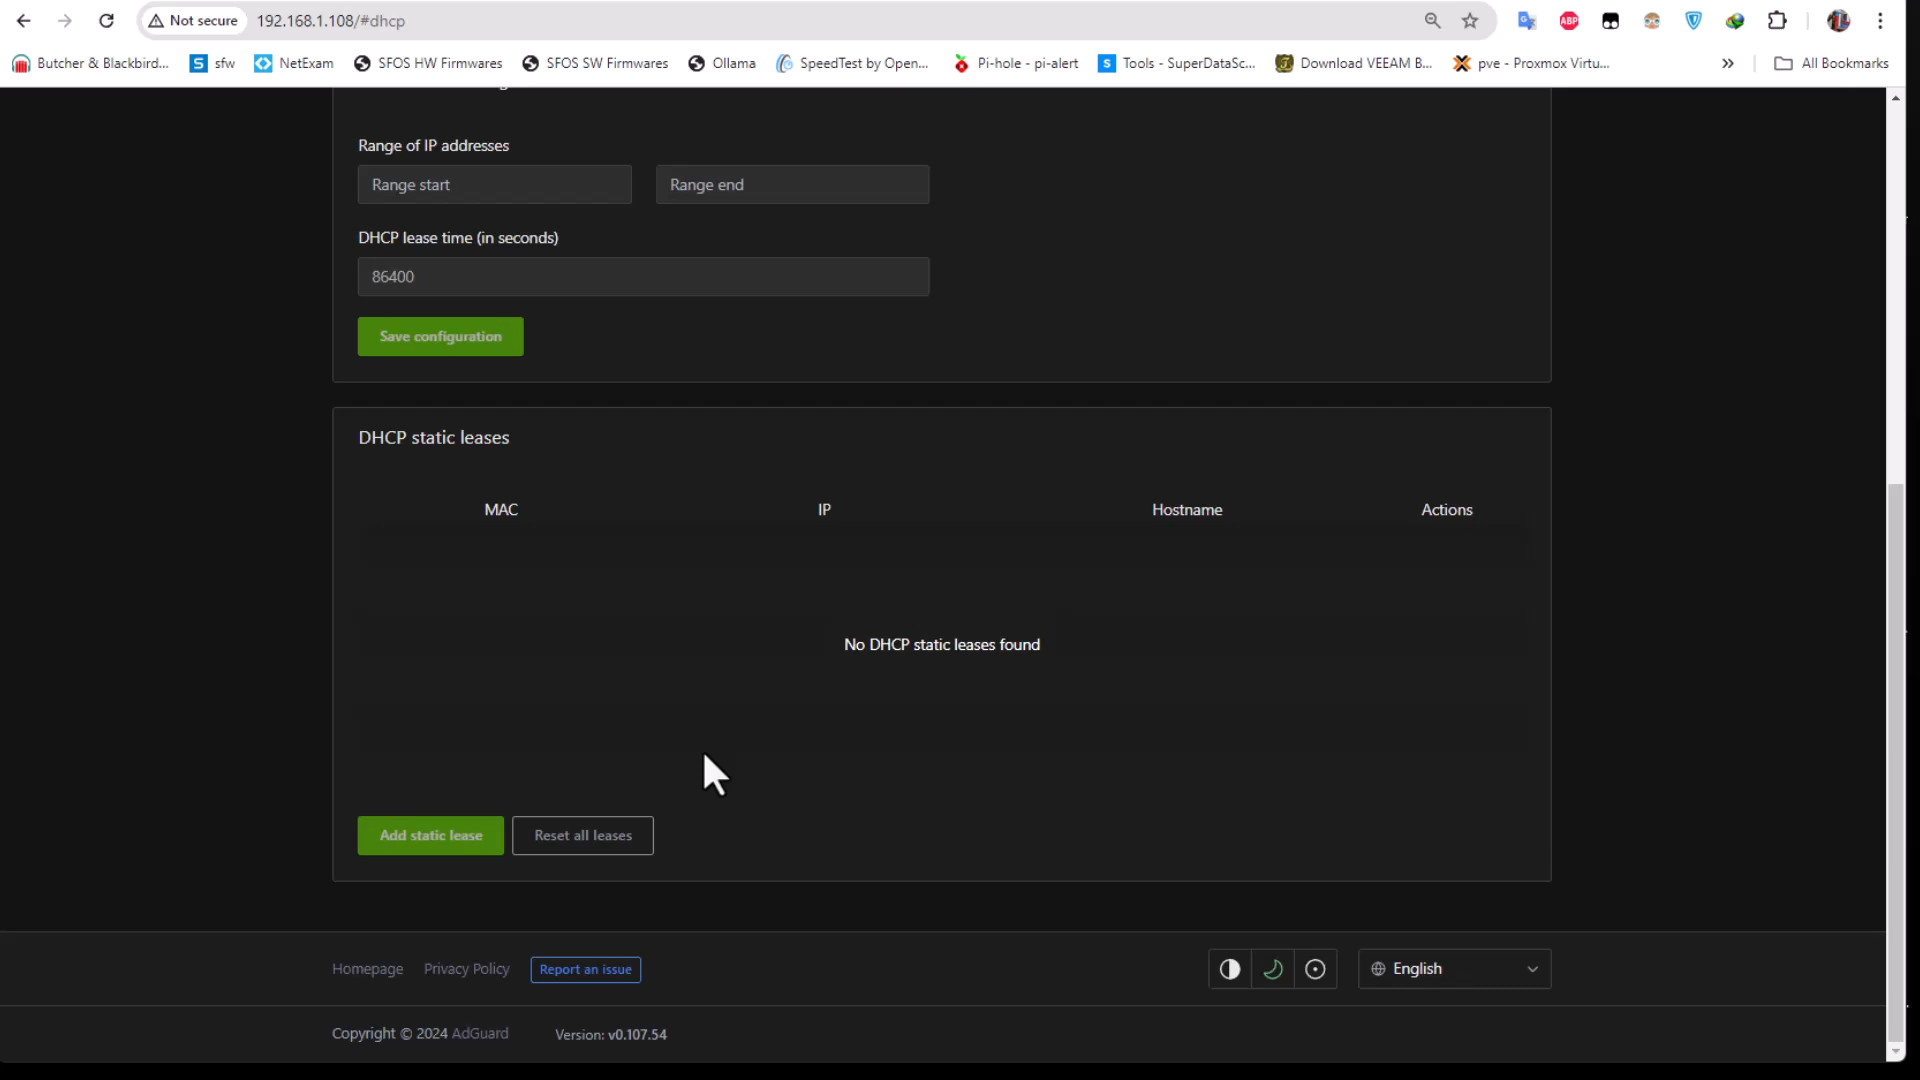 Not secure 192.168.1.108/#dhcp
Butcher & Blackbird... sfw NetExam SFOS HW Firmwares SFOS SW Firmwares Ollama SpeedTest by Open... Pi-hole - pi-alert Tools - SuperDataSc... Download VEEAM B... pve - Proxmox Virtu... » All Bookmarks
Range of IP addresses
Range start Range end
DHCP lease time (in seconds)
86400
Save configuration
DHCP static leases
MAC IP Hostname Actions
No DHCP static leases found
Add static lease Reset all leases
Homepage Privacy Policy Report an issue English
Copyright © 2024 AdGuard Version: v0.107.54